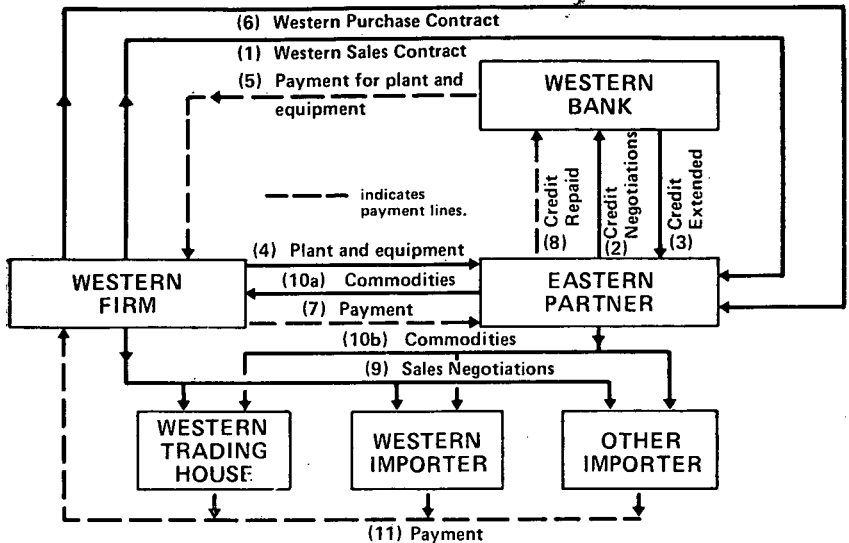 (6) Western Purchase Contract
(1) Western Sales Contract
(5) Payment for plant and
equipment
WESTERN
BANK
indicates
payment lines.
Credit
Repaid
(8)
Credit
Negotiations
(2)
Credit
Extended
(3)
(4) Plant and equipment
(10a) Commodities
(7) Payment
WESTERN
FIRM
EASTERN
PARTNER
(10b) Commodities
(9) Sales Negotiations
WESTERN
TRADING
HOUSE
WESTERN
IMPORTER
OTHER
IMPORTER
(11) Payment